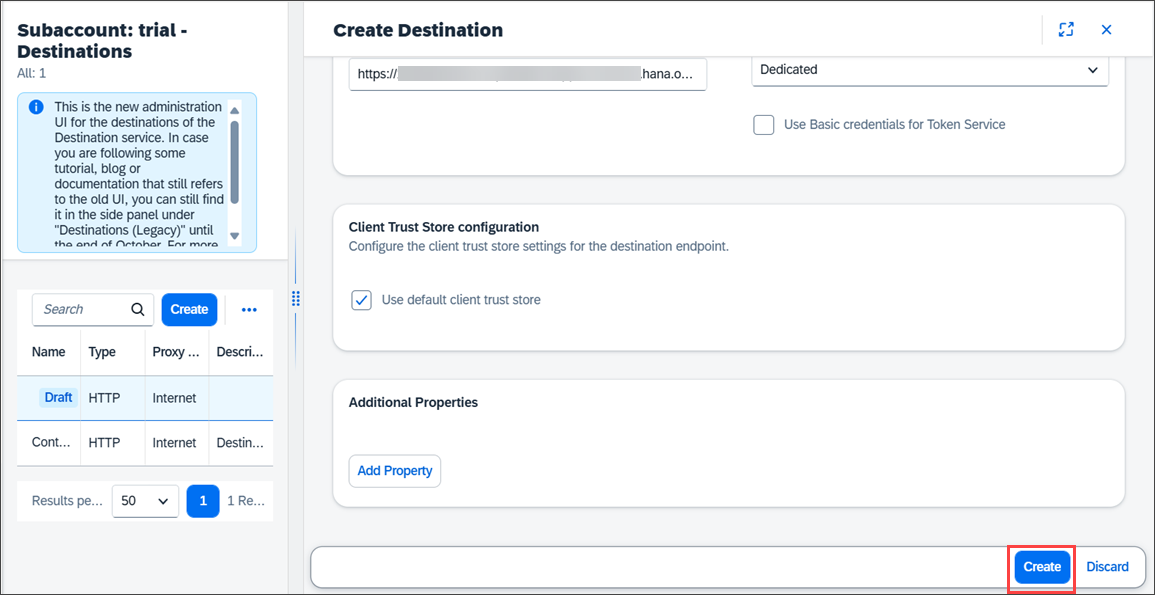 Subaccount: trial -
Destinations
All: 1
This is the new administration
UI for the destinations of the
Destination service. In case
you are following some
tutorial, blog or
documentation that still refers
to the old UI, you can still find
it in the side panel under
"Destinations (Legacy)" until
the end of October. For more
Search
Create
Name Type Proxy ... Descri...
Draft HTTP Internet
Cont... HTTP Internet Destin...
Results pe... 50 1 1 Re...
Create Destination
https:// .hana.o...
Dedicated
Use Basic credentials for Token Service
Client Trust Store configuration
Configure the client trust store settings for the destination endpoint.
Use default client trust store
Additional Properties
Add Property
Create Discard